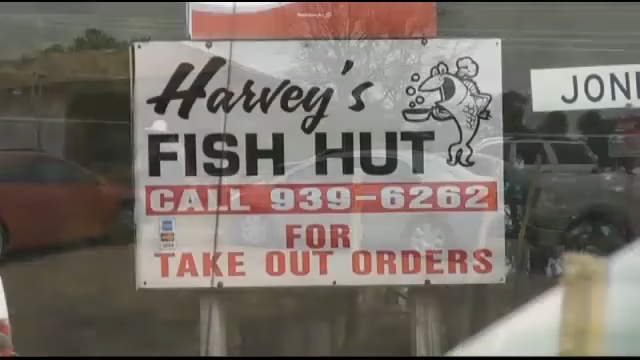 Harvey's
FISH HUT
CALL 939-6262
FOR
TAKE OUT ORDERS
JON